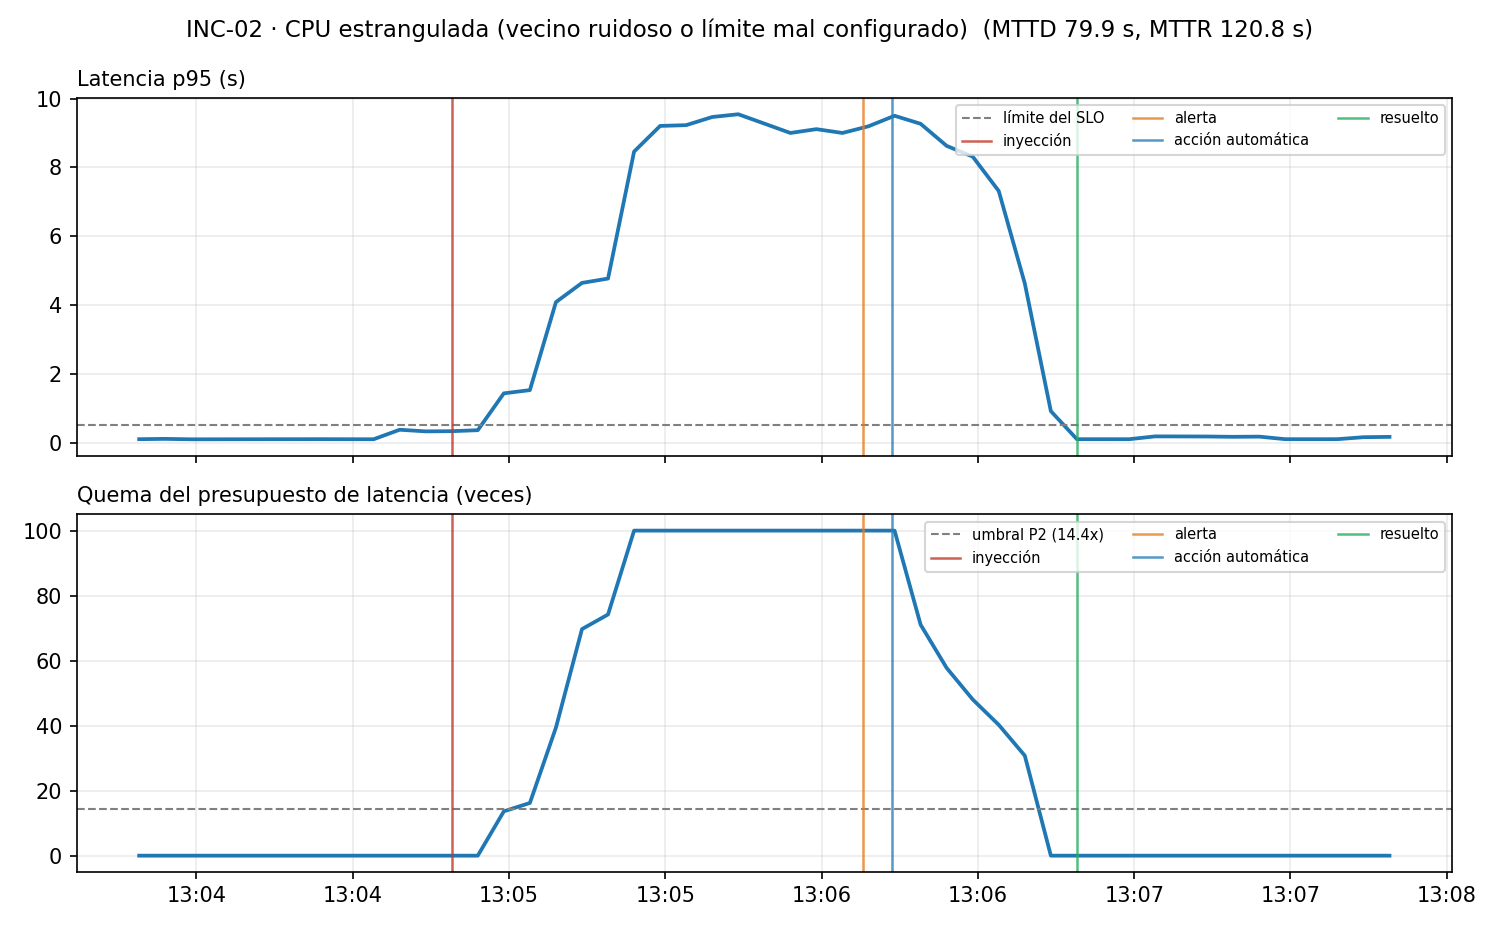 INC-02 · CPU estrangulada (vecino ruidoso o límite mal configurado)  (MTTD 79.9 s, MTTR 120.8 s)
Latencia p95 (s)
10
8
6
4
2
0
límite del SLO
inyección
alerta
acción automática
resuelto
Quema del presupuesto de latencia (veces)
100
80
60
40
20
0
umbral P2 (14.4x)
inyección
alerta
acción automática
resuelto
13:04 13:04 13:05 13:05 13:06 13:06 13:07 13:07 13:08